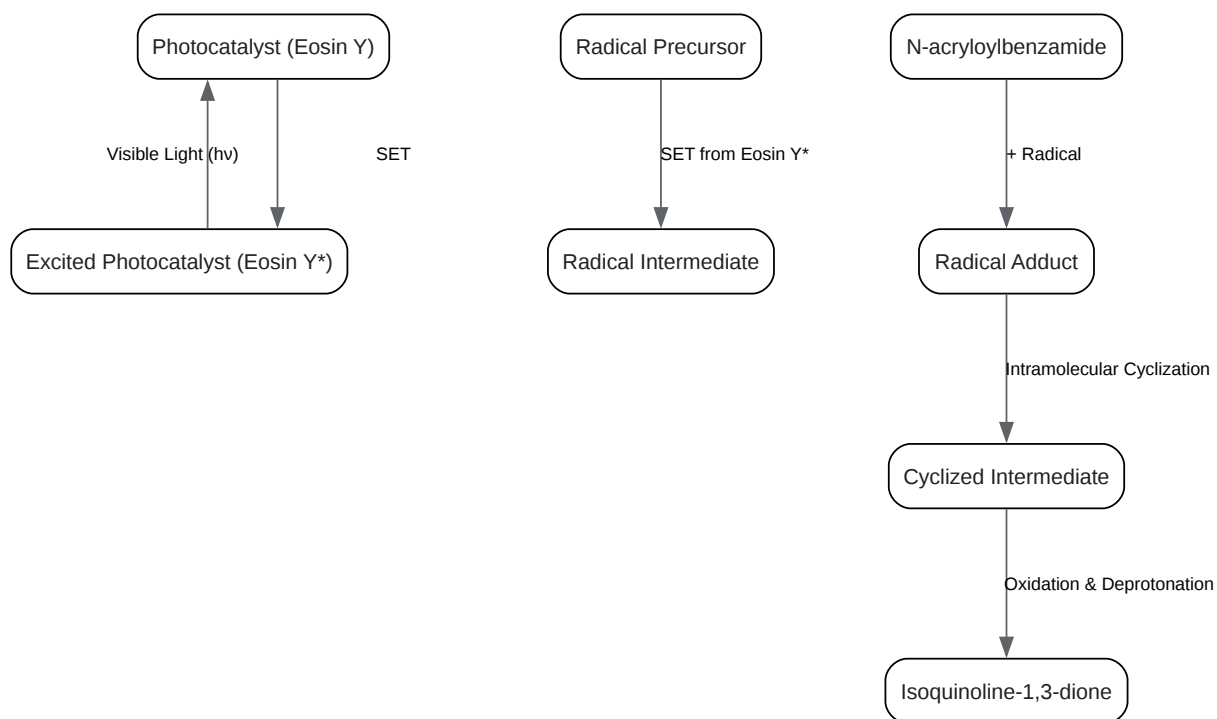 Photocatalyst (Eosin Y)
Radical Precursor
N-acryloylbenzamide
Visible Light (hν)
SET
SET from Eosin Y*
+ Radical
Excited Photocatalyst (Eosin Y*)
Radical Intermediate
Radical Adduct
Intramolecular Cyclization
Cyclized Intermediate
Oxidation & Deprotonation
Isoquinoline-1,3-dione